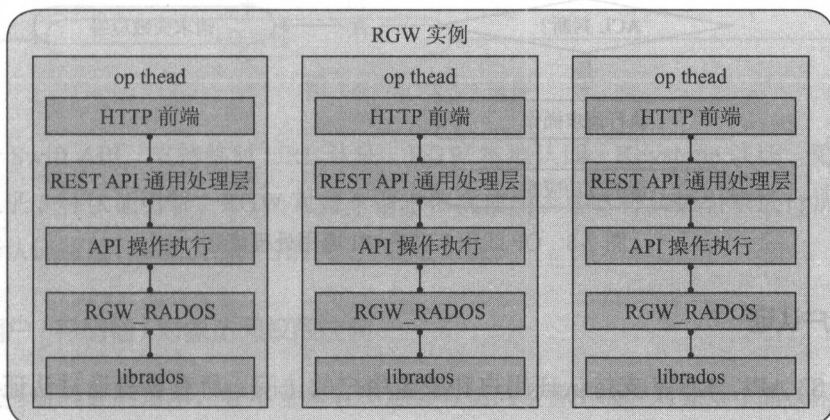 RGW 实例
op thead
HTTP 前端
REST API 通用处理层
API 操作执行
RGW_RADOS
librados
op thead
HTTP 前端
REST API 通用处理层
API 操作执行
RGW_RADOS
librados
op thead
HTTP 前端
REST API 通用处理层
API 操作执行
RGW_RADOS
librados